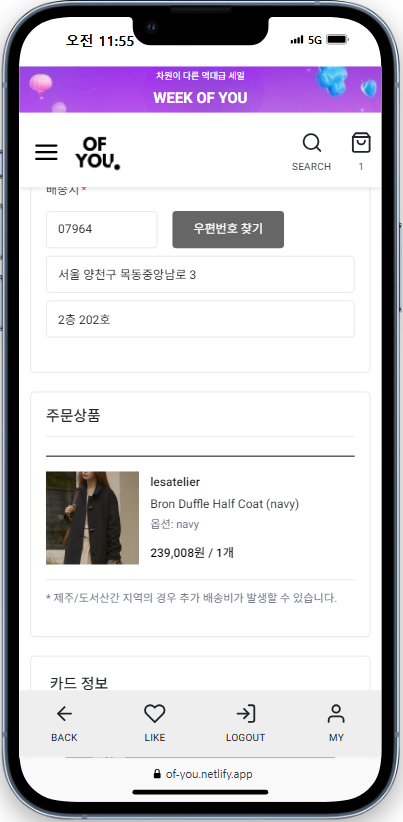 오전 11:55
5G
차원이 다른 역대급 세일
WEEK OF YOU
OF
YOU.
SEARCH
1
배송지 *
07964
우편번호 찾기
서울 양천구 목동중앙남로 3
2층 202호
주문상품
lesatelier
Bron Duffle Half Coat (navy)
옵션: navy
239,008원 / 1개
* 제주/도서산간 지역의 경우 추가 배송비가 발생할 수 있습니다.
카드 정보
BACK
LIKE
LOGOUT
MY
of-you.netlify.app